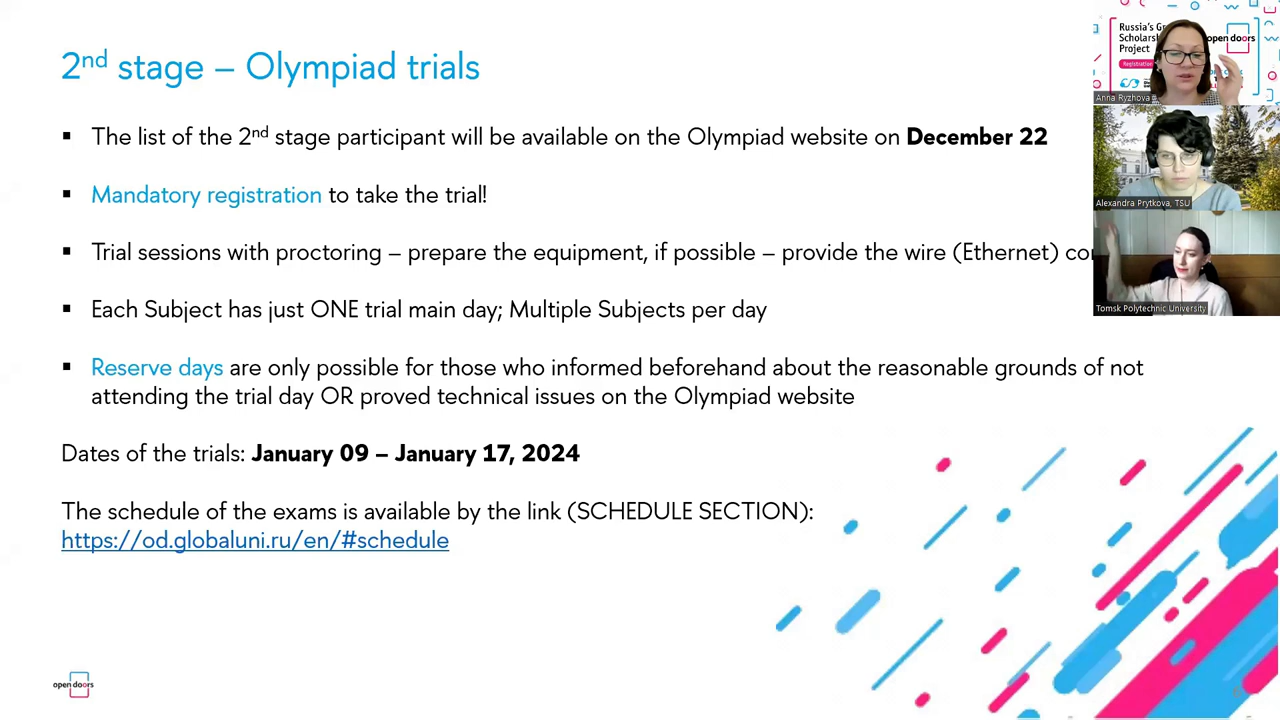 2nd stage – Olympiad trials
▪ The list of the 2nd stage participant will be available on the Olympiad website on December 22
▪ Mandatory registration to take the trial!
▪ Trial sessions with proctoring – prepare the equipment, if possible – provide the wire (Ethernet)
▪ Each Subject has just ONE trial main day; Multiple Subjects per day
▪ Reserve days are only possible for those who informed beforehand about the reasonable grounds of not
attending the trial day OR proved technical issues on the Olympiad website
Dates of the trials: January 09 – January 17, 2024
The schedule of the exams is available by the link (SCHEDULE SECTION):
https://od.globaluni.ru/en/#schedule
open doors
Russia's
Scholarship
Project
Registration
open doors
Anna Ryzhova
Alexandra Prytkova, TSU
Tomsk Polytechnic University